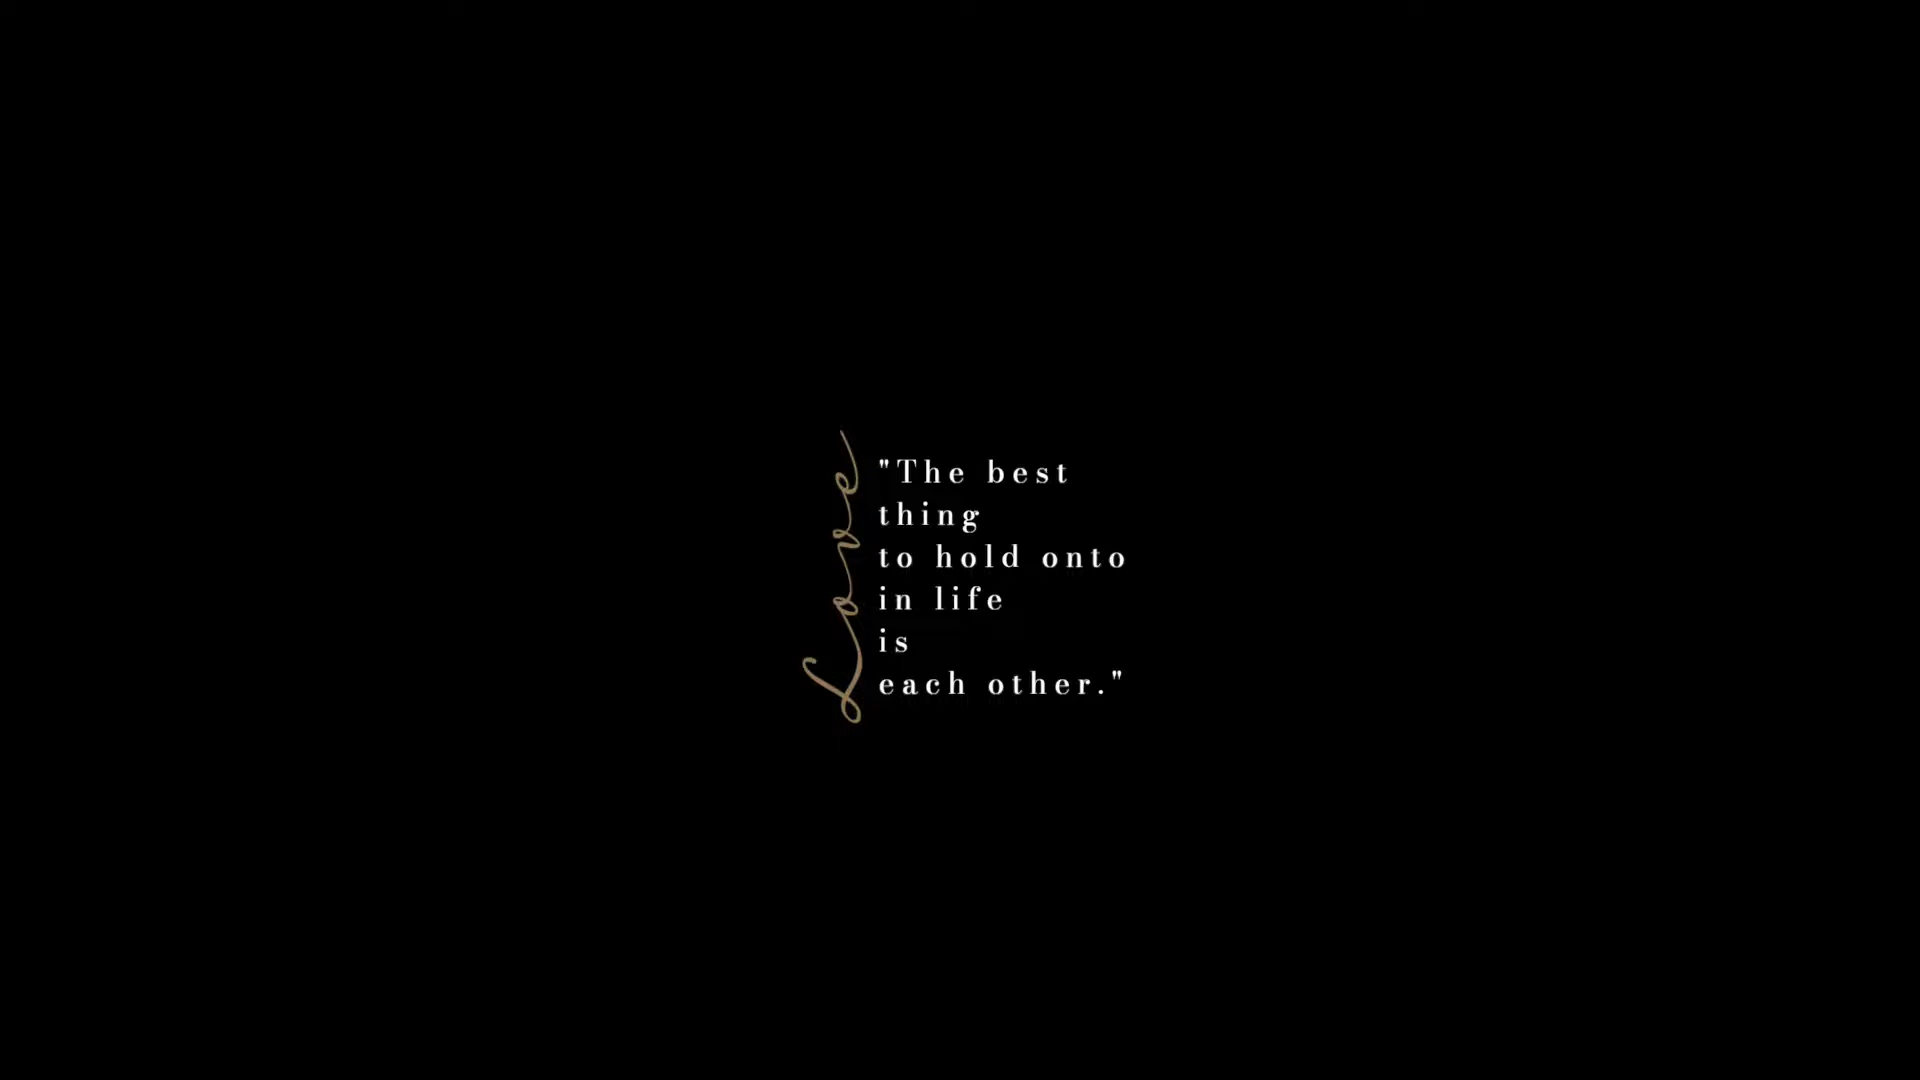 Love
"The best
thing
to hold onto
in life
is
each other."